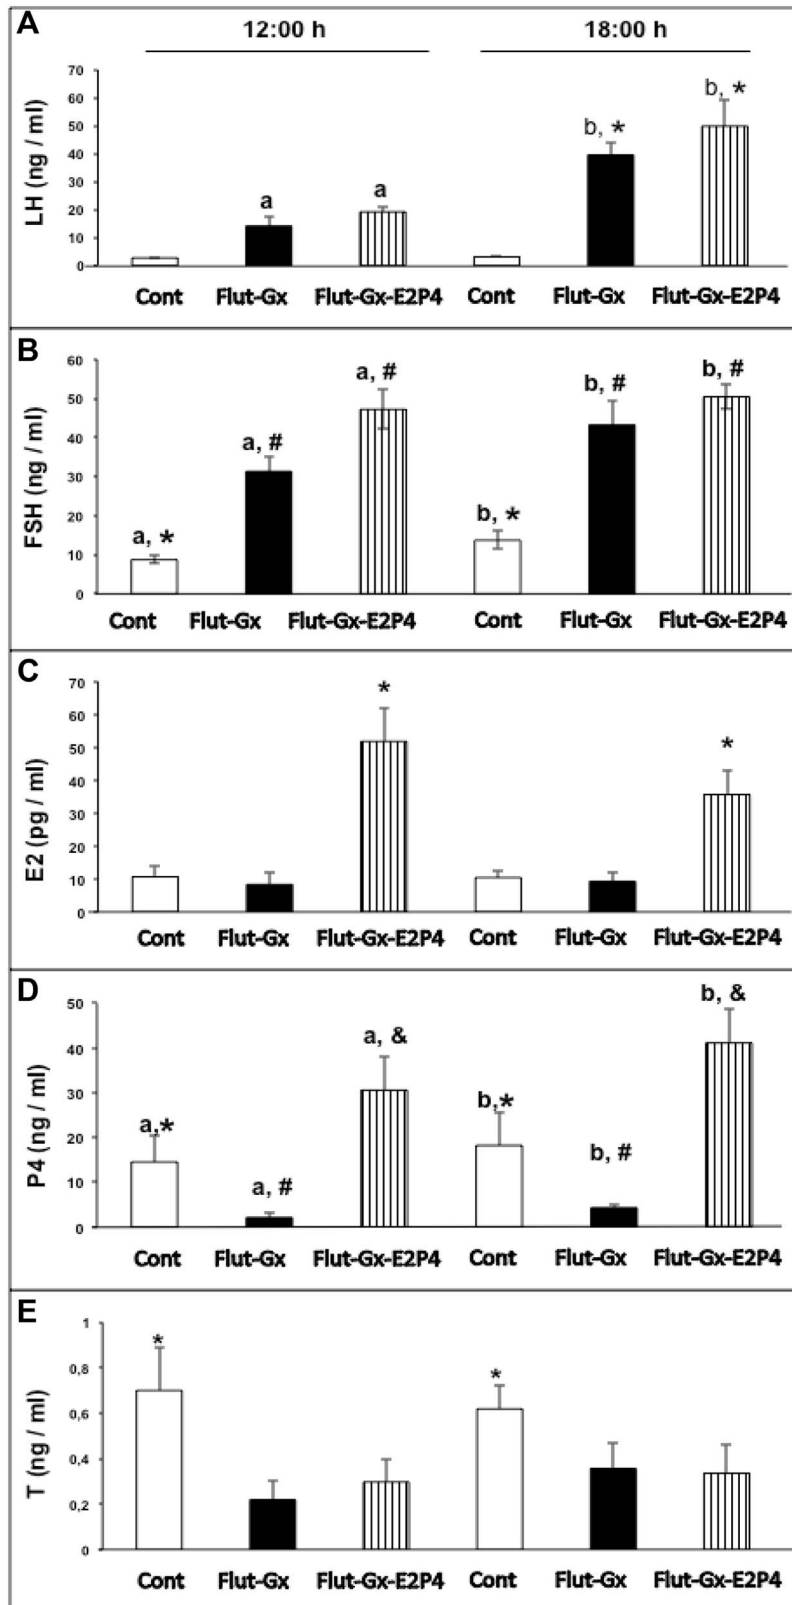 A
12:00 h 18:00 h
LH (ng / ml)
70
60
50
40
30
20
10
0
a
a
b, *
b, *
Cont Flut-Gx Flut-Gx-E2P4 Cont Flut-Gx Flut-Gx-E2P4
B
FSH (ng / ml)
60
50
40
30
20
10
0
a, *
a, #
a, #
b, *
b, #
b, #
Cont Flut-Gx Flut-Gx-E2P4 Cont Flut-Gx Flut-Gx-E2P4
C
E2 (pg / ml)
70
60
50
40
30
20
10
0
*
*
Cont Flut-Gx Flut-Gx-E2P4 Cont Flut-Gx Flut-Gx-E2P4
D
P4 (ng / ml)
50
40
30
20
10
0
a,*
a, #
a, &
b,*
b, #
b, &
Cont Flut-Gx Flut-Gx-E2P4 Cont Flut-Gx Flut-Gx-E2P4
E
T (ng / ml)
1
0,8
0,6
0,4
0,2
0
*
*
Cont Flut-Gx Flut-Gx-E2P4 Cont Flut-Gx Flut-Gx-E2P4